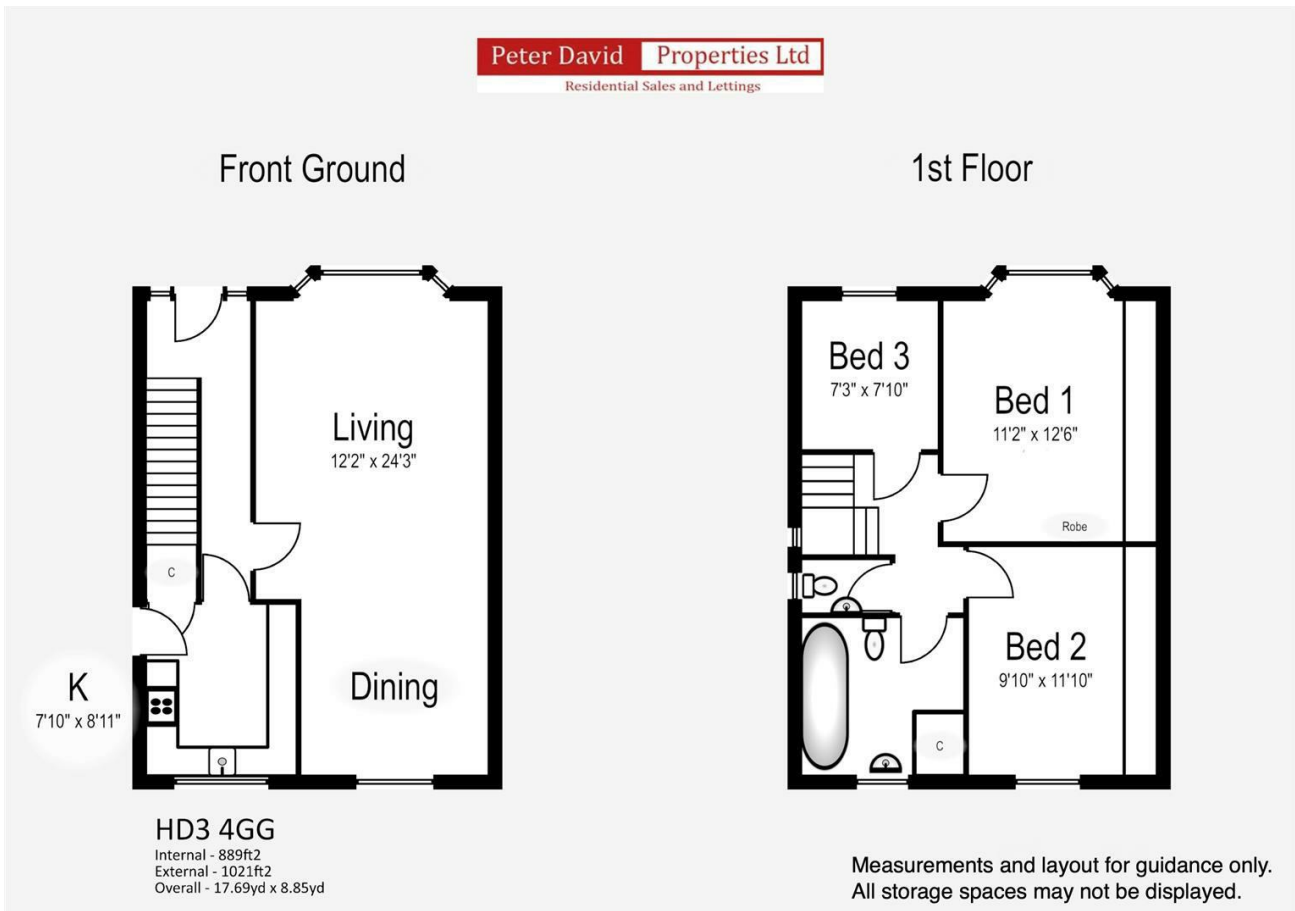 Peter David Properties Ltd
Residential Sales and Lettings
Front Ground
1st Floor
Living
12'2" x 24'3"
C
K
7'10" x 8'11"
Dining
Bed 3
7'3" x 7'10"
Bed 1
11'2" x 12'6"
Robe
Bed 2
9'10" x 11'10"
C
HD3 4GG
Internal - 889ft2
External - 1021ft2
Overall - 17.69yd x 8.85yd
Measurements and layout for guidance only.
All storage spaces may not be displayed.